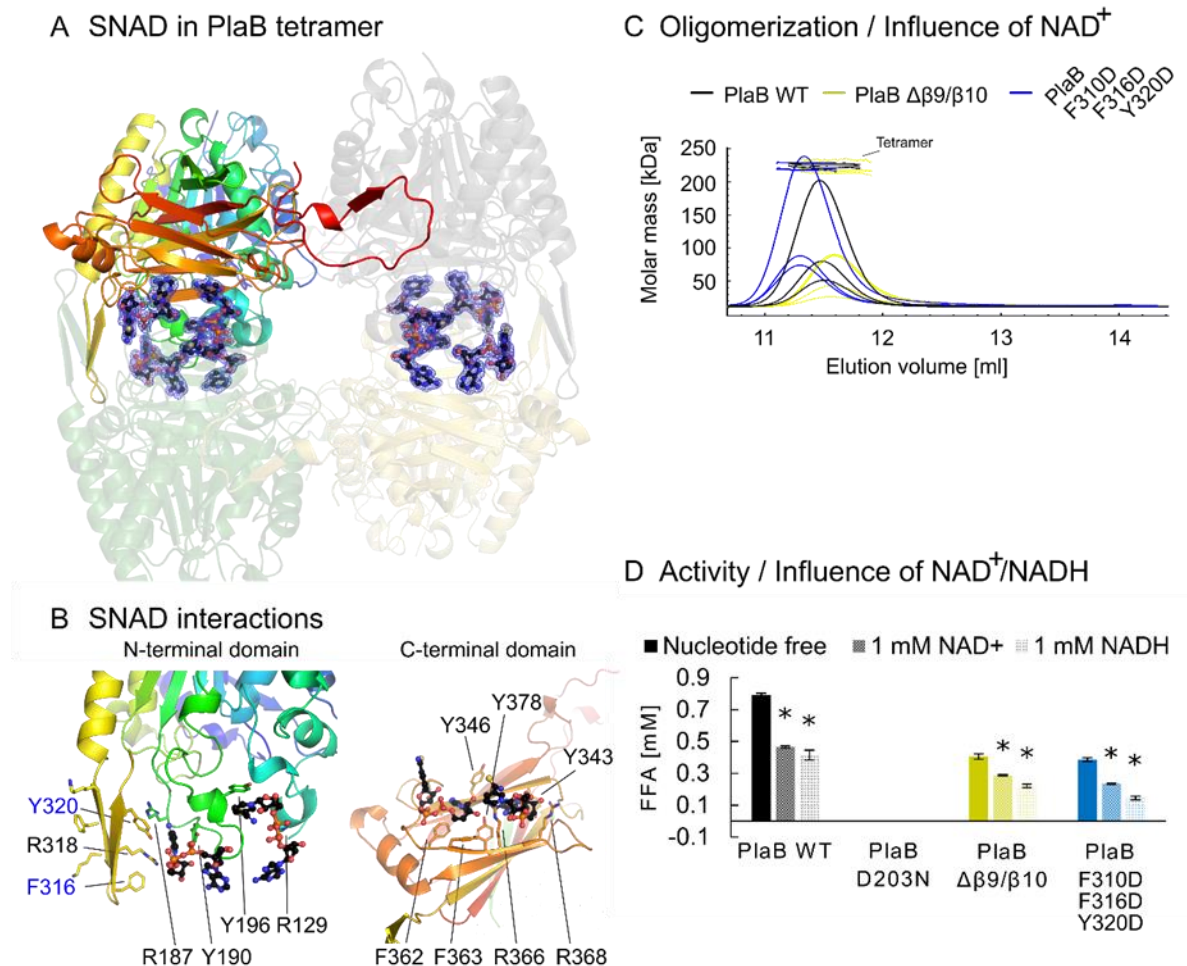 A SNAD in PlaB tetramer
B SNAD interactions
N-terminal domain
C-terminal domain
Y320
R318
F316
R187
Y190
Y196
R129
Y378
Y346
Y343
F362
F363
R366
R368
C Oligomerization / Influence of NAD+
PlaB WT
PlaB Δβ9/β10
PlaB
F310D
F316D
Y320D
Tetramer
Molar mass [kDa]
250
200
150
100
50
11
12
13
14
Elution volume [ml]
D Activity / Influence of NAD+/NADH
Nucleotide free
1 mM NAD+
1 mM NADH
FFA [mM]
0.9
0.7
0.5
0.3
0.1
-0.1
* *
* *
* *
PlaB WT
PlaB
D203N
PlaB
Δβ9/β10
PlaB
F310D
F316D
Y320D